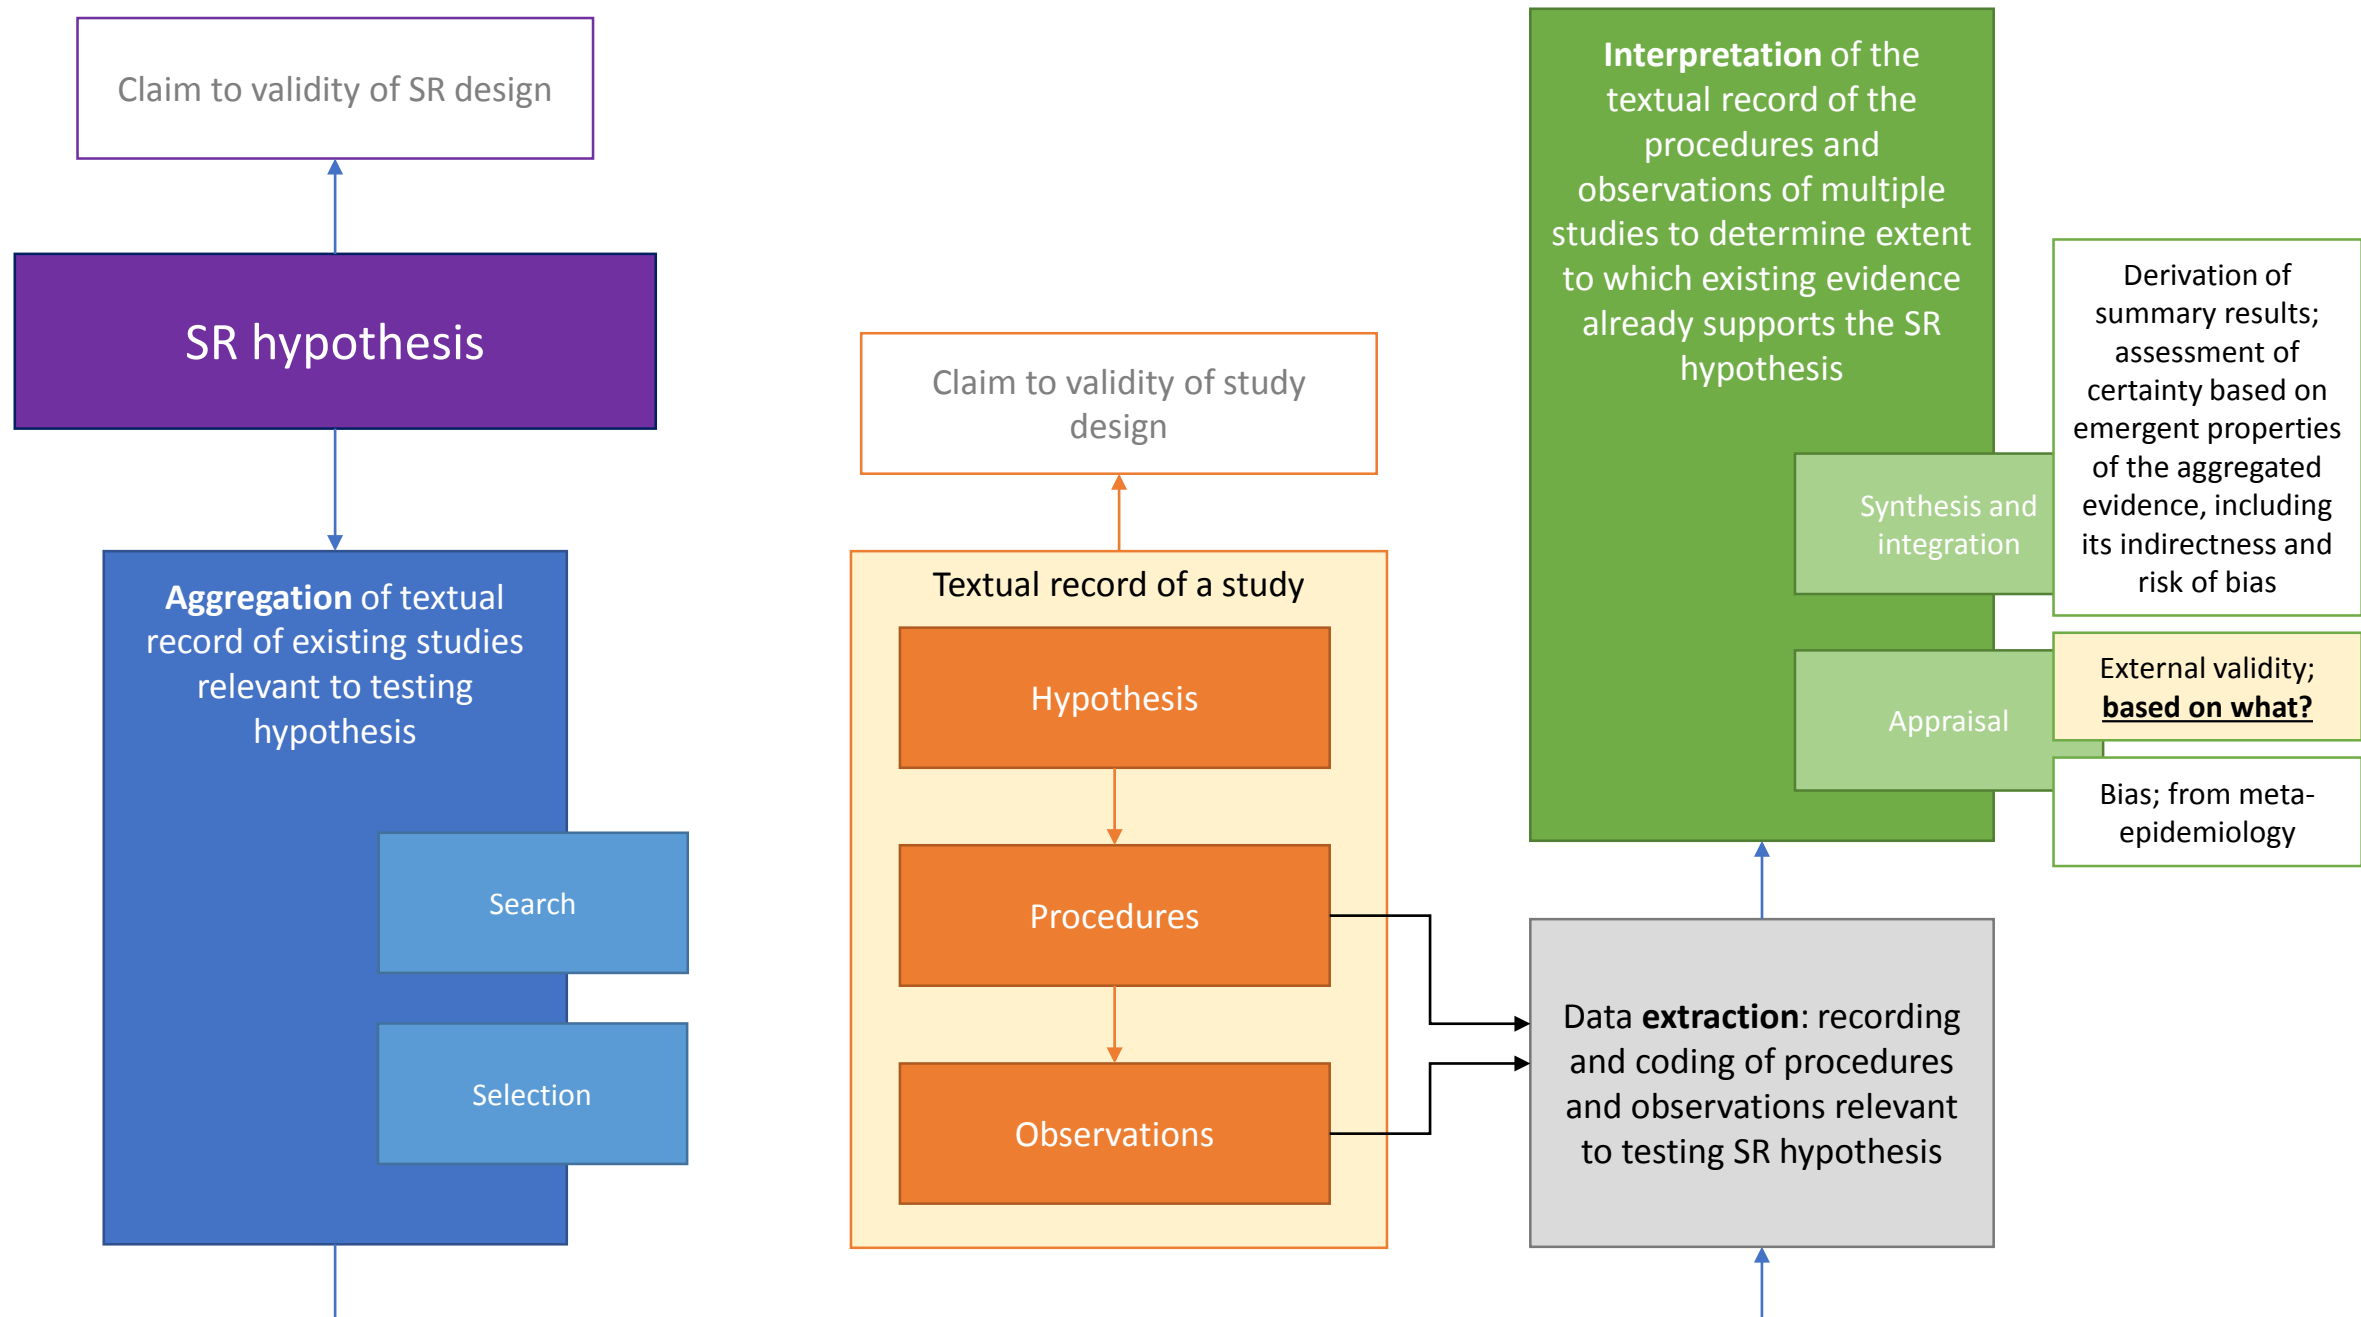 Claim to validity of SR design
SR hypothesis
Aggregation of textual
record of existing studies
relevant to testing
hypothesis
Search
Selection
Claim to validity of study
design
Textual record of a study
Hypothesis
Procedures
Observations
Interpretation of the
textual record of the
procedures and
observations of multiple
studies to determine extent
to which existing evidence
already supports the SR
hypothesis
Synthesis and
integration
Derivation of
summary results;
assessment of
certainty based on
emergent properties
of the aggregated
evidence, including
its indirectness and
risk of bias
Appraisal
External validity;
based on what?
Bias; from meta-
epidemiology
Data extraction: recording
and coding of procedures
and observations relevant
to testing SR hypothesis